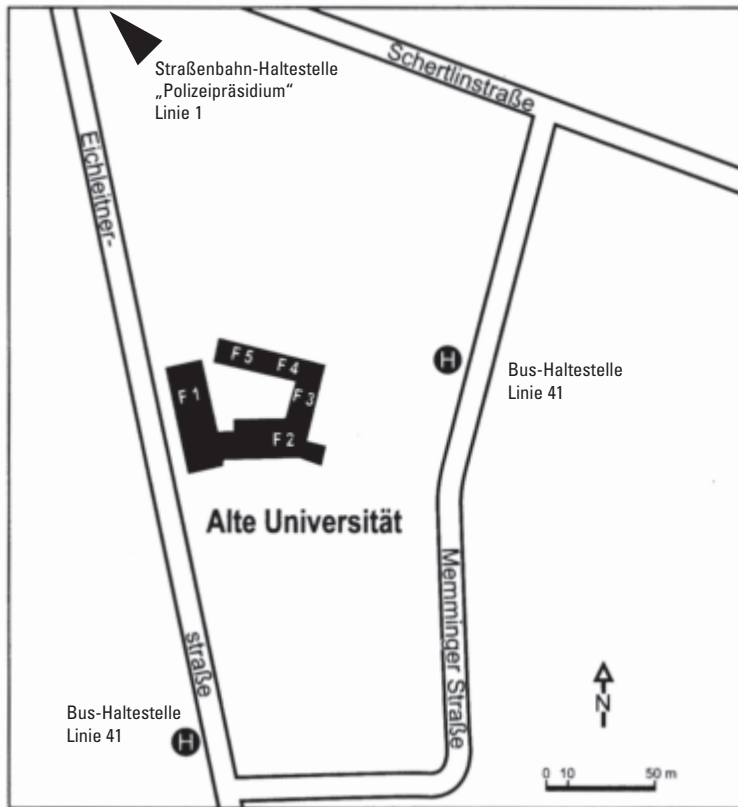 Straßenbahn-Haltestelle
„Polizeipräsidium“
Linie 1
Schertlinstraße
Eichleitner-
straße
F 5
F 4
F 1
F 3
F 2
H
Bus-Haltestelle
Linie 41
Alte Universität
Memminger Straße
Bus-Haltestelle
Linie 41
H
N
0 10 50 m